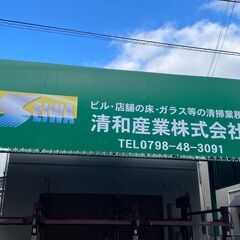 SEIWA
ビル・店舗の床・ガラス等の清掃業務
清和産業株式会社
TEL0798-48-3091